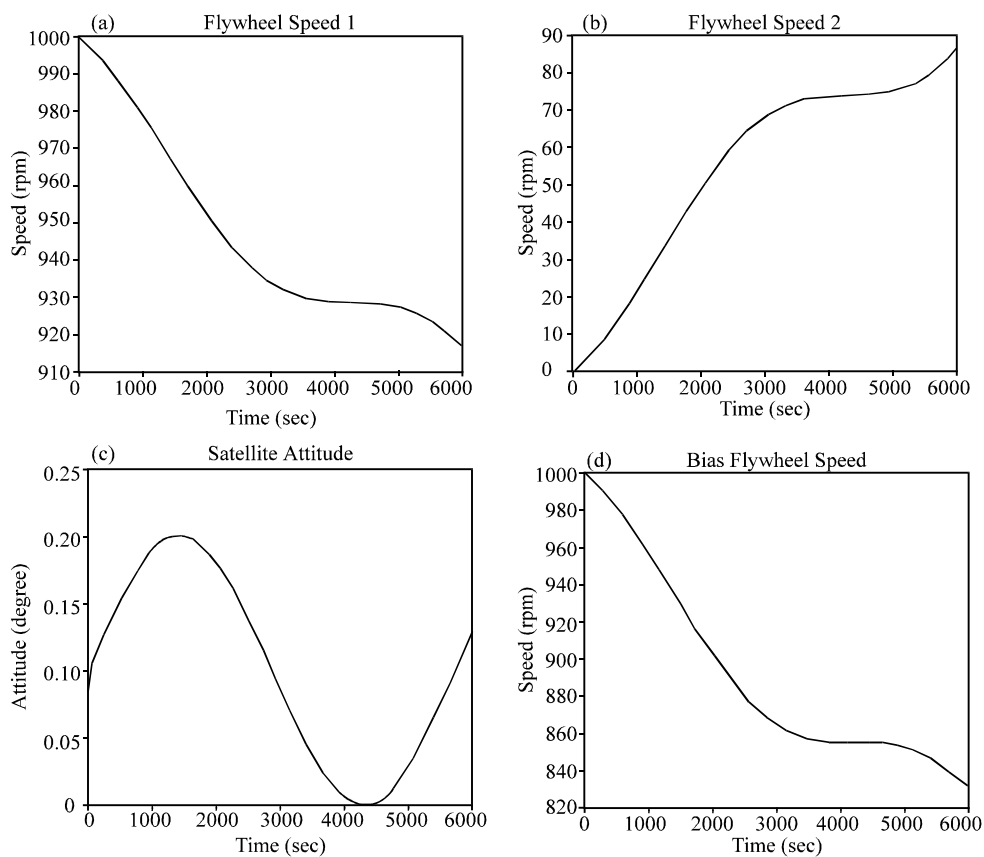 (a) Flywheel Speed 1
1000
990
980
970
960
950
940
930
920
910
Speed (rpm)
0 1000 2000 3000 4000 5000 6000
Time (sec)
(b) Flywheel Speed 2
90
80
70
60
50
40
30
20
10
0
Speed (rpm)
0 1000 2000 3000 4000 5000 6000
Time (sec)
(c) Satellite Attitude
0.25
0.20
0.15
0.10
0.05
0
Attitude (degree)
0 1000 2000 3000 4000 5000 6000
Time (sec)
(d) Bias Flywheel Speed
1000
980
960
940
920
900
880
860
840
820
Speed (rpm)
0 1000 2000 3000 4000 5000 6000
Time (sec)